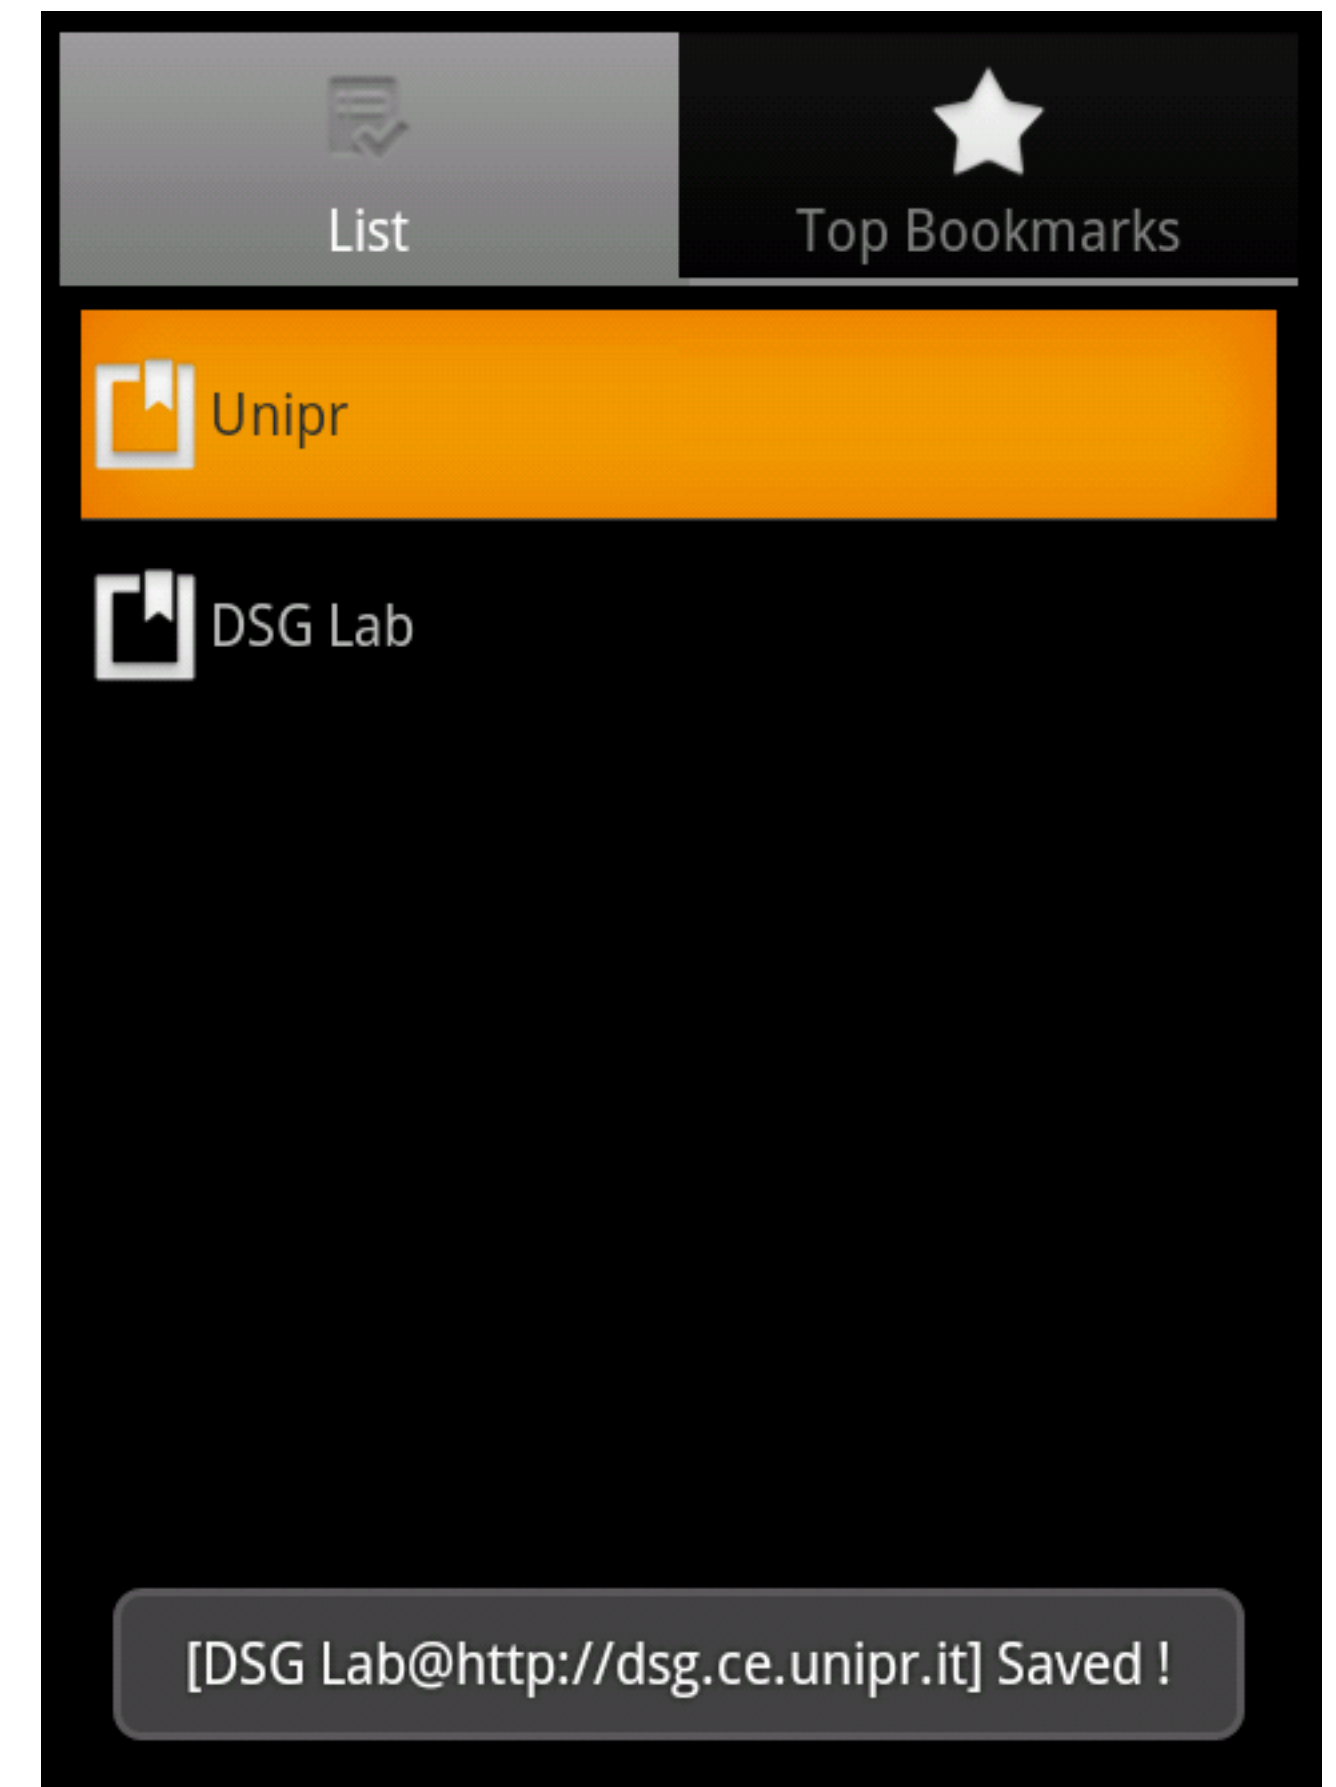 List
Top Bookmarks
Unipr
DSG Lab
[DSG Lab@http://dsg.ce.unipr.it] Saved !